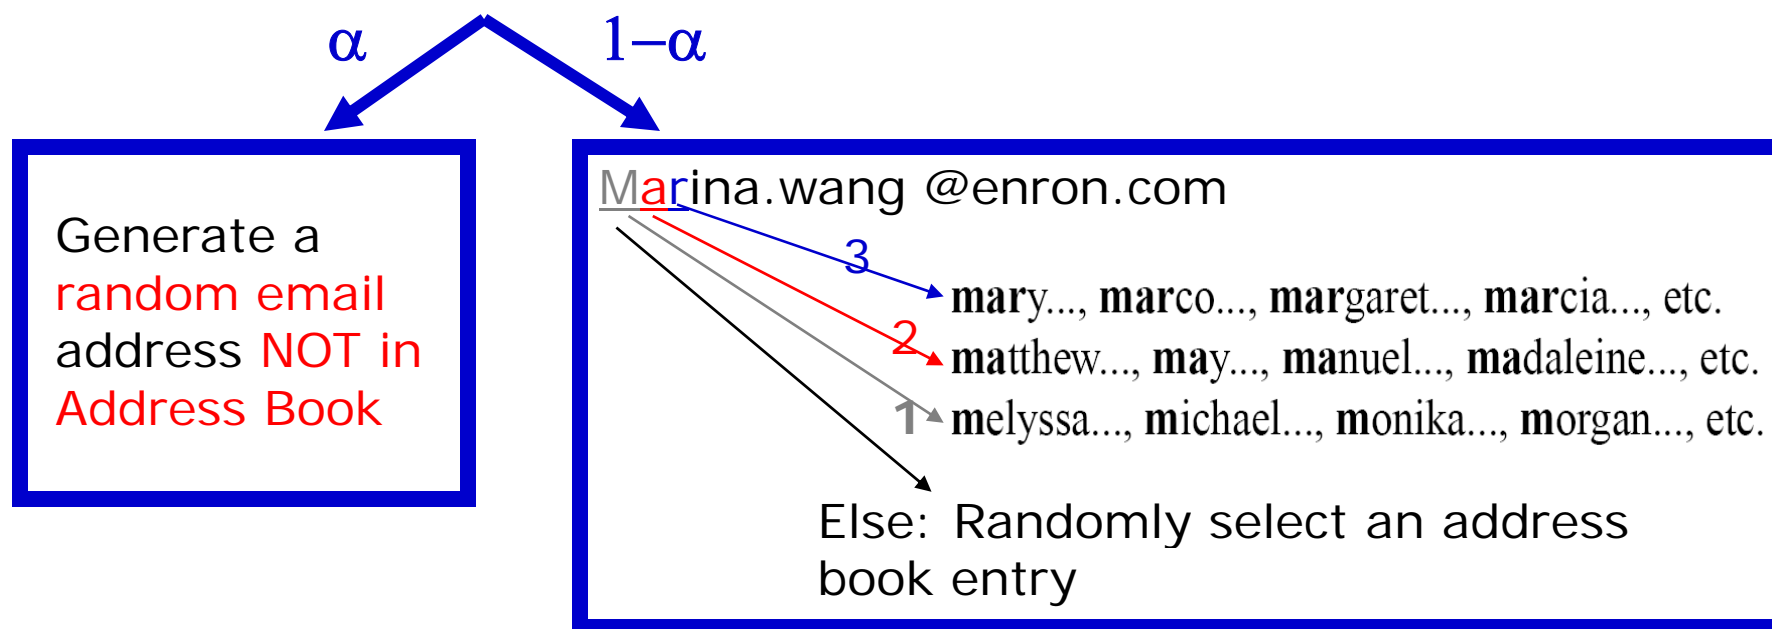 α
1−α
Generate a
random email
address NOT in
Address Book
Marina.wang @enron.com
3
mary..., marco..., margaret..., marcia..., etc.
2
matthew..., may..., manuel..., madaleine..., etc.
1
melyssa..., michael..., monika..., morgan..., etc.
Else: Randomly select an address
book entry